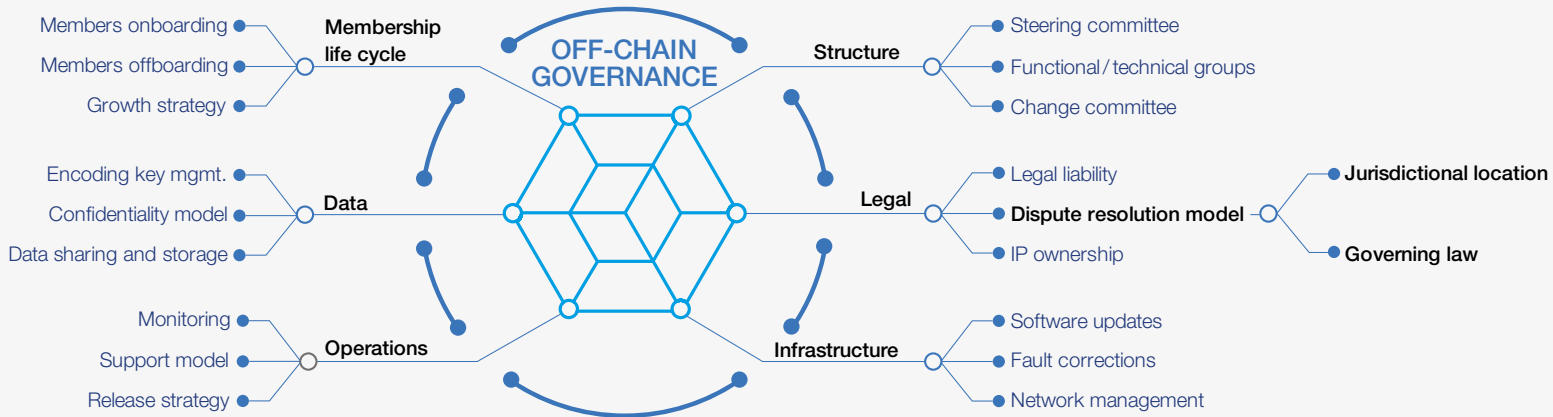 OFF-CHAIN
GOVERNANCE
Membership
life cycle
Members onboarding
Members offboarding
Growth strategy
Data
Encoding key mgmt.
Confidentiality model
Data sharing and storage
Operations
Monitoring
Support model
Release strategy
Structure
Steering committee
Functional/technical groups
Change committee
Legal
Legal liability
Dispute resolution model
IP ownership
Jurisdictional location
Governing law
Infrastructure
Software updates
Fault corrections
Network management